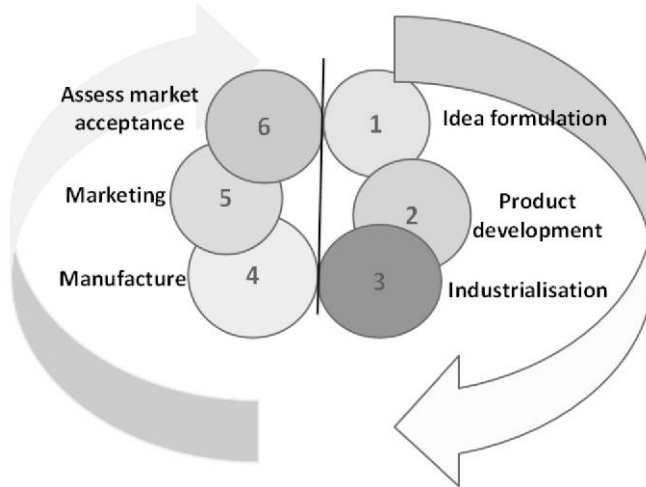 Assess market
acceptance
6
1
Idea formulation
Marketing
5
2
Product
development
Manufacture
4
3
Industrialisation